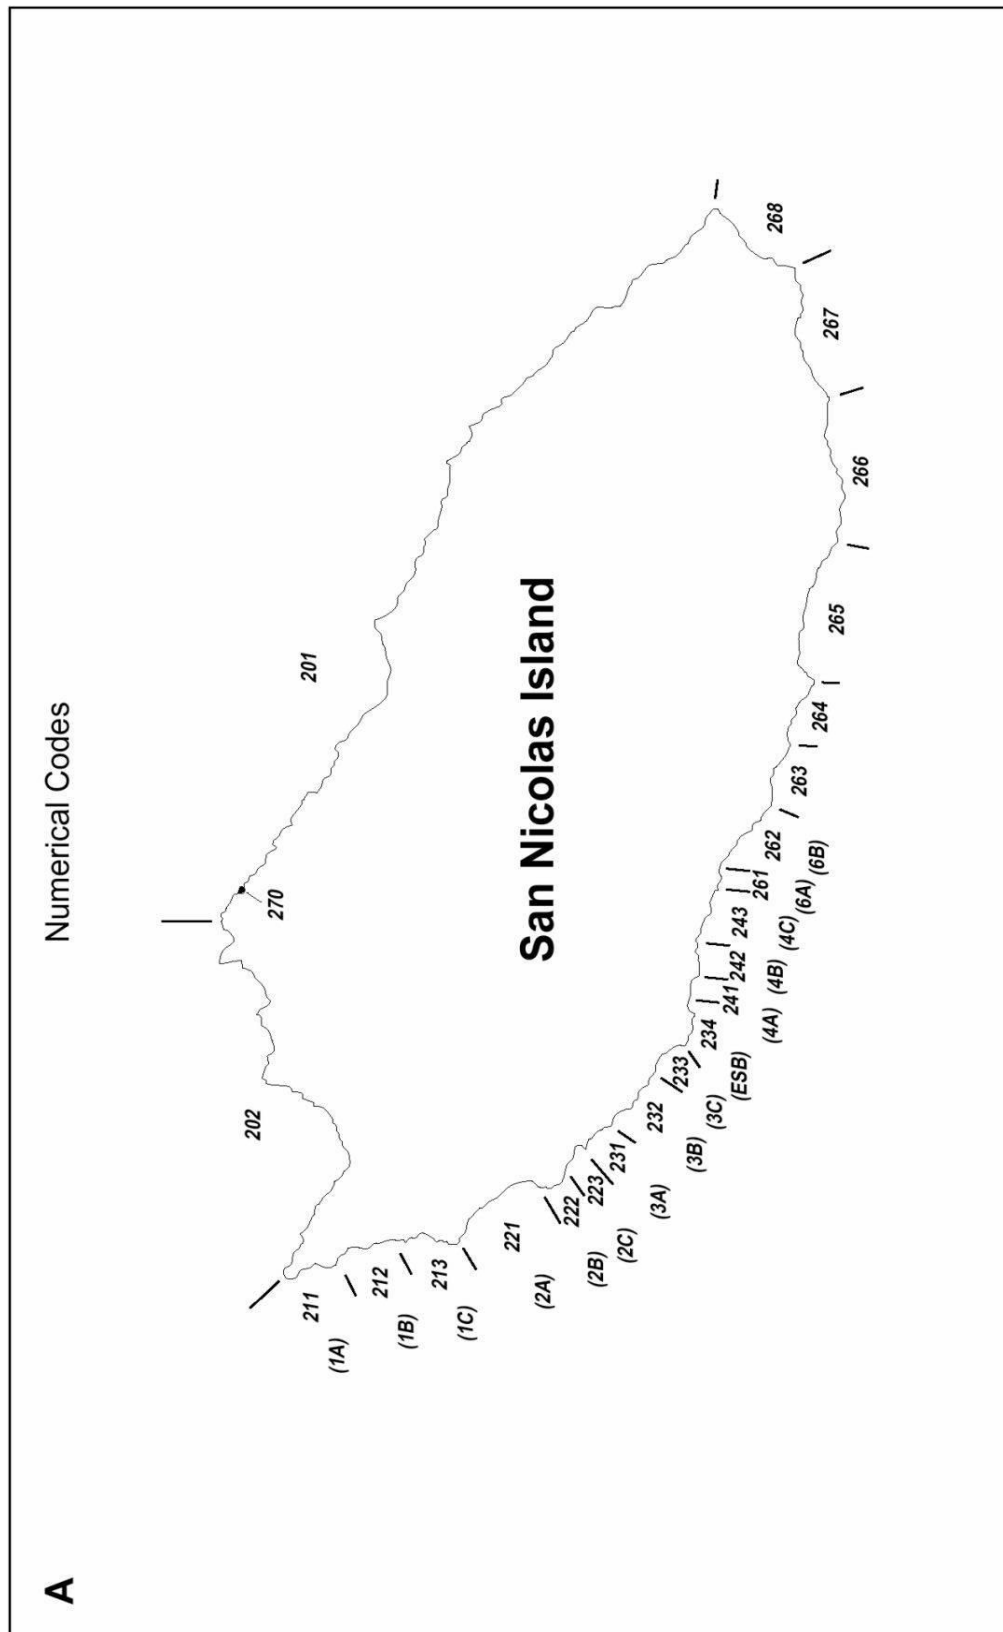 A
Numerical Codes
San Nicolas Island
201
202
270
211
(1A)
212
(1B)
213
(1C)
221
(2A)
222
(2B)
223
(2C)
231
(3A)
232
(3B)
233
(3C)
234
(ESB)
241
(4A)
242
(4B)
243
(4C)
261
(6A)
262
(6B)
263
264
265
266
267
268